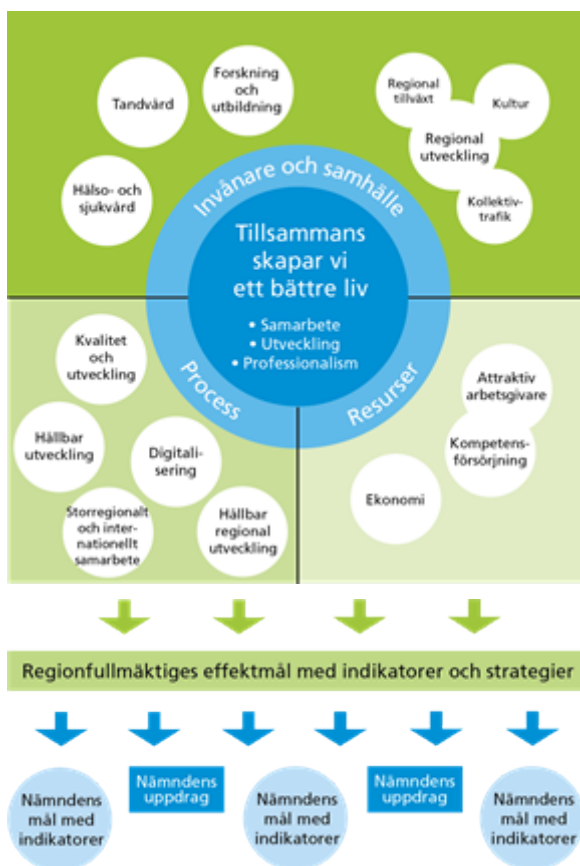 Forskning
och
utbildning
Tandvård
Hälso- och
sjukvård
Regional
tillväxt
Kultur
Regional
utveckling
Kollektiv-
trafik
Invånare och samhälle
Tillsammans
skapar vi
ett bättre liv
• Samarbete
• Utveckling
• Professionalism
Process
Resurser
Kvalitet
och
utveckling
Hållbar
utveckling
Digitali-
sering
Storregionalt
och inter-
nationellt
samarbete
Hållbar
regional
utveckling
Attraktiv
arbetsgivare
Kompetens-
försörjning
Ekonomi
Regionfullmäktiges effektmål med indikatorer och strategier
Nämndens
mål med
indikatorer
Nämndens
uppdrag
Nämndens
mål med
indikatorer
Nämndens
uppdrag
Nämndens
mål med
indikatorer